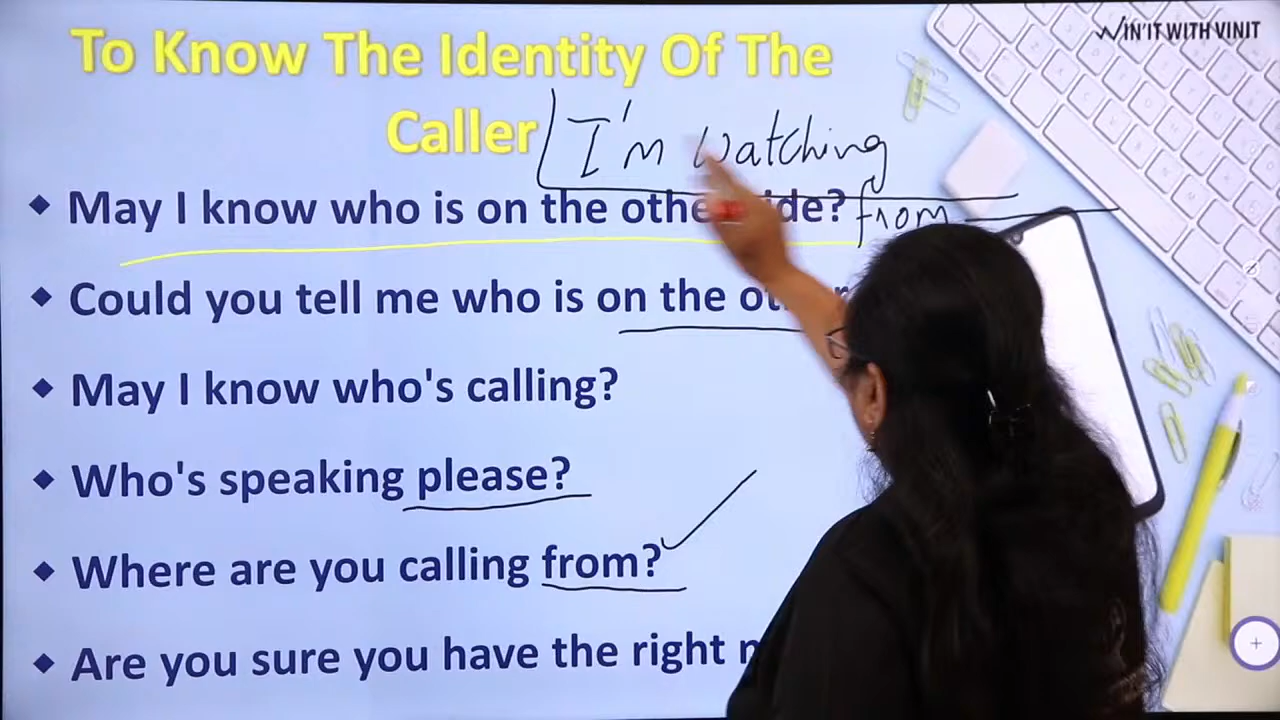 WIN'IT WITH VINIT
To Know The Identity Of The
Caller
I'm watching
from
May I know who is on the othe ide?
Could you tell me who is on the
May I know who's calling?
Who's speaking please?
Where are you calling from?
Are you sure you have the right